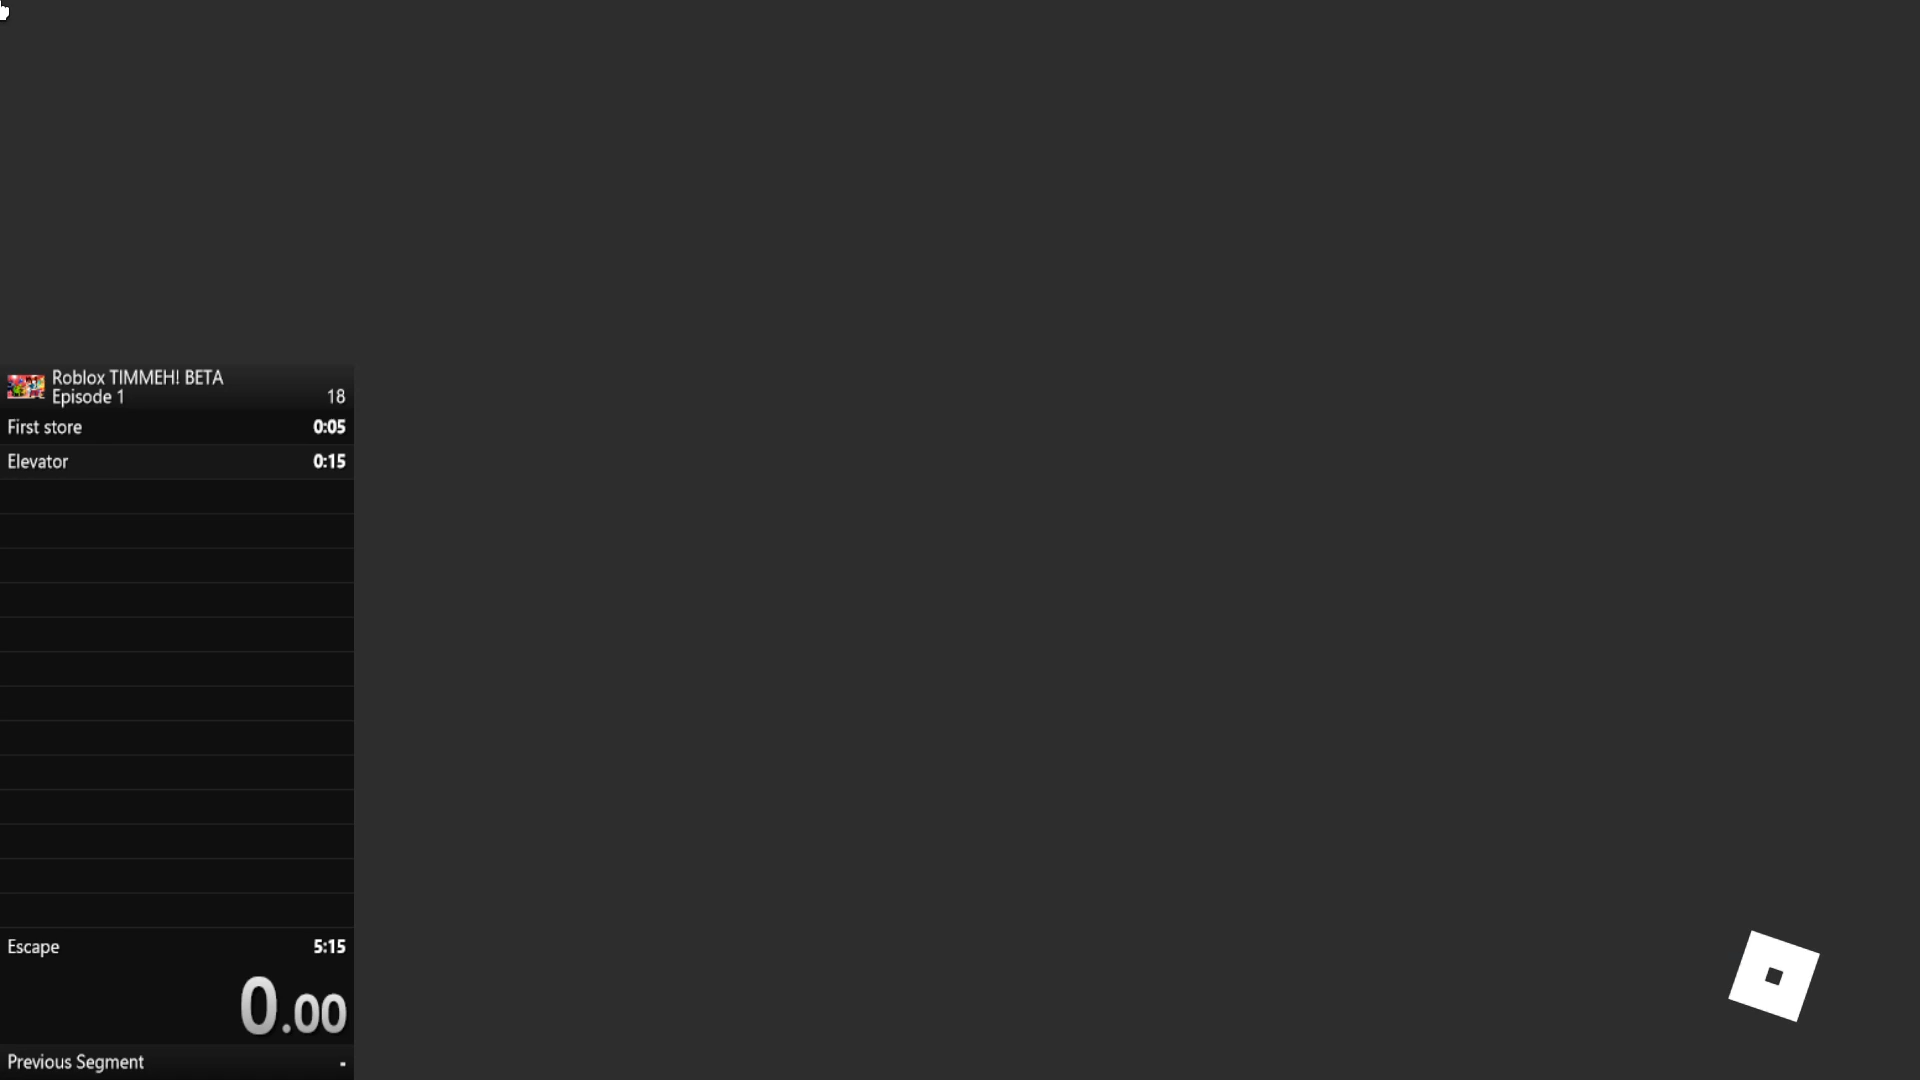 Roblox TIMMEH! BETA
Episode 1 18
First store 0:05
Elevator 0:15
Escape 5:15
0.00
Previous Segment -